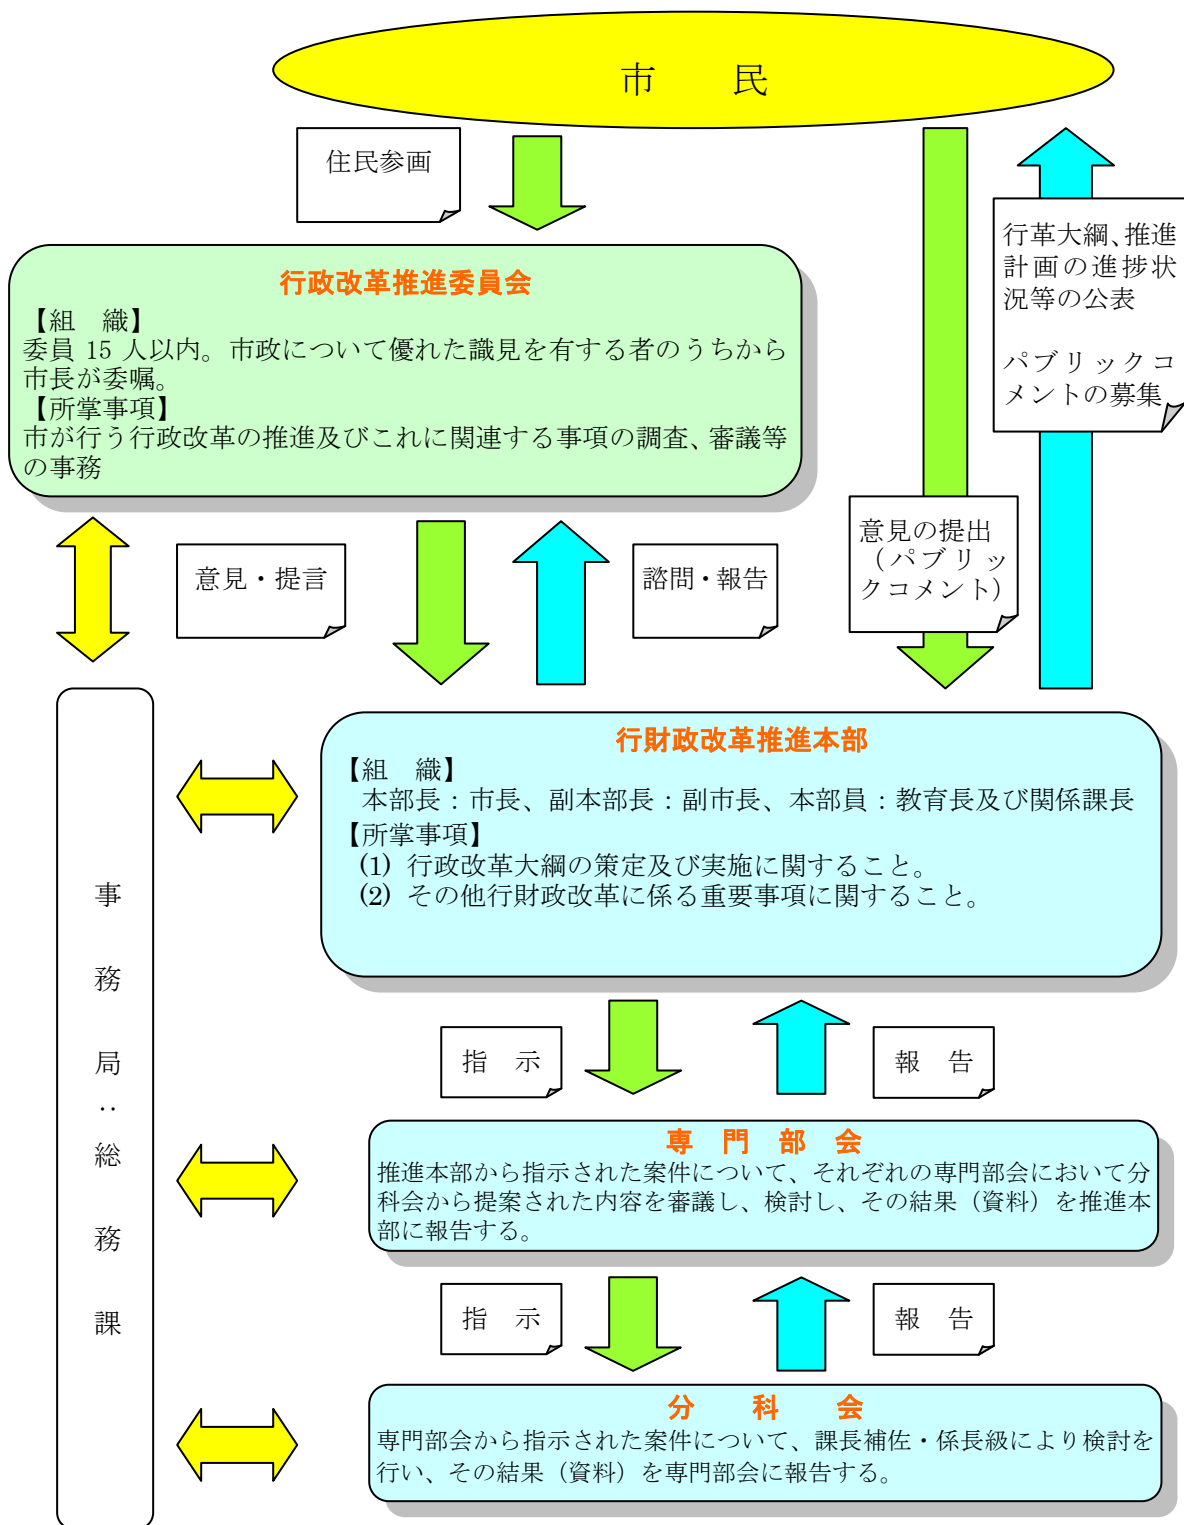 市　　民
住民参画
行革大綱、推進
計画の進捗状
況等の公表
パブリックコ
メントの募集
行政改革推進委員会
【組　織】
委員 15 人以内。市政について優れた識見を有する者のうちから
市長が委嘱。
【所掌事項】
市が行う行政改革の推進及びこれに関連する事項の調査、審議等
の事務
意見の提出
（パブリッ
クコメント）
意見・提言
諮問・報告
行財政改革推進本部
【組　織】
本部長：市長、副本部長：副市長、本部員：教育長及び関係課長
【所掌事項】
(1) 行政改革大綱の策定及び実施に関すること。
(2) その他行財政改革に係る重要事項に関すること。
事務局：総務課
指　示
報　告
専　門　部　会
推進本部から指示された案件について、それぞれの専門部会において分
科会から提案された内容を審議し、検討し、その結果（資料）を推進本
部に報告する。
指　示
報　告
分　科　会
専門部会から指示された案件について、課長補佐・係長級により検討を
行い、その結果（資料）を専門部会に報告する。